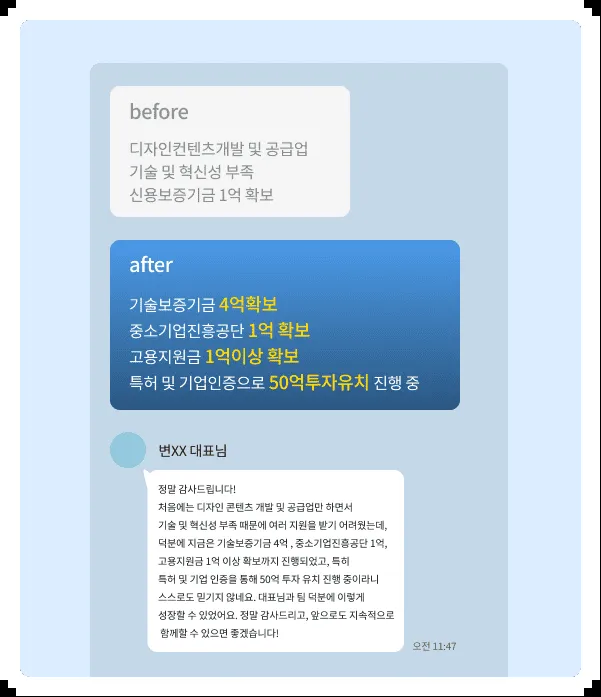 before
디자인컨텐츠개발 및 공급업
기술 및 혁신성 부족
신용보증기금 1억 확보
after
기술보증기금 4억확보
중소기업진흥공단 1억 확보
고용지원금 1억이상 확보
특허 및 기업인증으로 50억투자유치 진행 중
변XX 대표님
정말 감사드립니다!
처음에는 디자인 콘텐츠 개발 및 공급업만 하면서
기술 및 혁신성 부족 때문에 여러 지원을 받기 어려웠는데,
덕분에 지금은 기술보증기금 4억 , 중소기업진흥공단 1억,
고용지원금 1억 이상 확보까지 진행되었고, 특히
특허 및 기업 인증을 통해 50억 투자 유치 진행 중이라니
스스로도 믿기지 않네요. 대표님과 팀 덕분에 이렇게
성장할 수 있었어요. 정말 감사드리고, 앞으로도 지속적으로
함께할 수 있으면 좋겠습니다!
오전 11:47